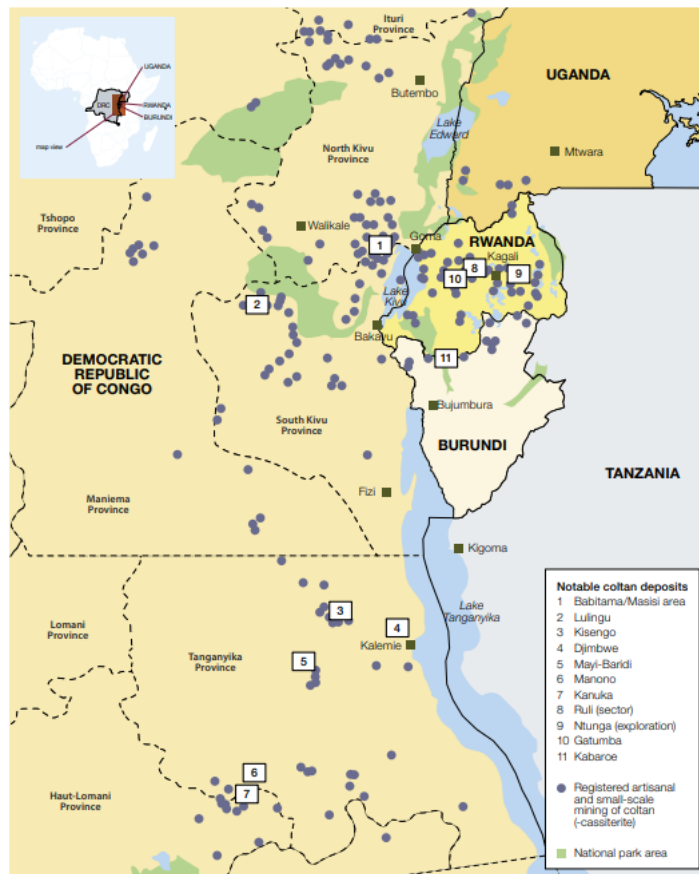 UGANDA
DRC
RWANDA
BURUNDI
map view
Ituri
Province
Butembo
UGANDA
Lake
Edward
Mtwara
North Kivu
Province
Tshopo
Province
Walikale
1
Goma
RWANDA
8
Kagali
9
10
Lake
Kivu
2
Bakavu
11
DEMOCRATIC
REPUBLIC
OF CONGO
Bujumbura
South Kivu
Province
BURUNDI
TANZANIA
Fizi
Maniema
Province
Kigoma
Lake
Tanganyika
3
4
Lomani
Province
Kalemie
Tanganyika
Province
5
6
7
Haut-Lomani
Province
Notable coltan deposits
1 Babitama/Masisi area
2 Lulingu
3 Kisengo
4 Djimbwe
5 Mayi-Baridi
6 Manono
7 Kanuka
8 Ruli (sector)
9 Ntunga (exploration)
10 Gatumba
11 Kabaroe
Registered artisanal
and small-scale
mining of coltan
(-cassiterite)
National park area